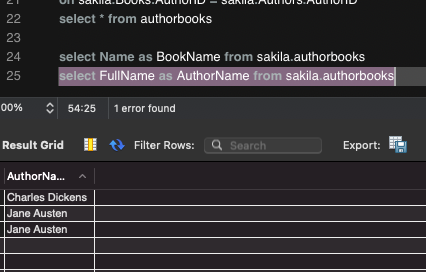 21
on sakila.Books.AuthorID = sakila.Authors.AuthorID
22
select * from authorbooks
23
24
select Name as BookName from sakila.authorbooks
25
select FullName as AuthorName from sakila.authorbooks
00%
54:25
1 error found
Result Grid
Filter Rows:
Search
Export:
AuthorNa...
Charles Dickens
Jane Austen
Jane Austen